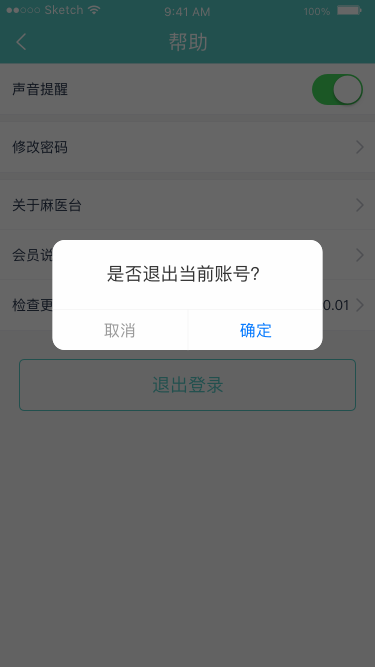 Sketch 9:41 AM 100%
帮助
声音提醒
修改密码
关于麻医台
会员说
是否退出当前账号?
检查更 0.01
取消 确定
退出登录